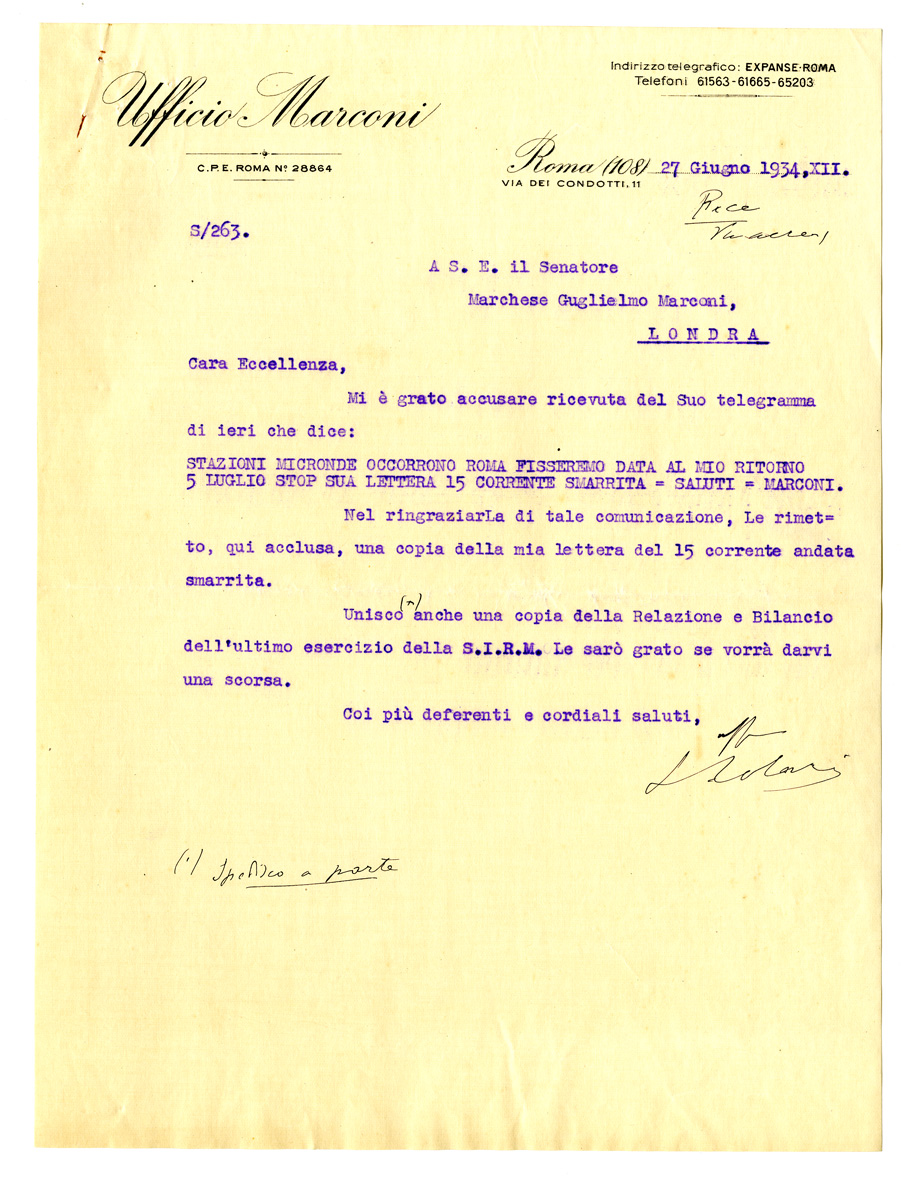 Indirizzo telegrafico: EXPANSE·ROMA
Telefoni 61563-61665-65203
Ufficio Marconi
C.P.E. ROMA Nº 28864
Roma (108) 27 Giugno 1934,XII.
VIA DEI CONDOTTI, 11
S/263.
A S. E. il Senatore
Marchese Guglielmo Marconi,
L O N D R A
Cara Eccellenza,
Mi è grato accusare ricevuta del Suo telegramma
di ieri che dice:
STAZIONI MICRONDE OCCORRONO ROMA FISSEREMO DATA AL MIO RITORNO
5 LUGLIO STOP SUA LETTERA 15 CORRENTE SMARRITA = SALUTI = MARCONI.
Nel ringraziarLa di tale comunicazione, Le rimet=
to, qui acclusa, una copia della mia lettera del 15 corrente andata
smarrita.
Unisco (*) anche una copia della Relazione e Bilancio
dell'ultimo esercizio della S.I.R.M. Le sarò grato se vorrà darvi
una scorsa.
Coi più deferenti e cordiali saluti,
aff
LSolari
(*) Spedisco a parte